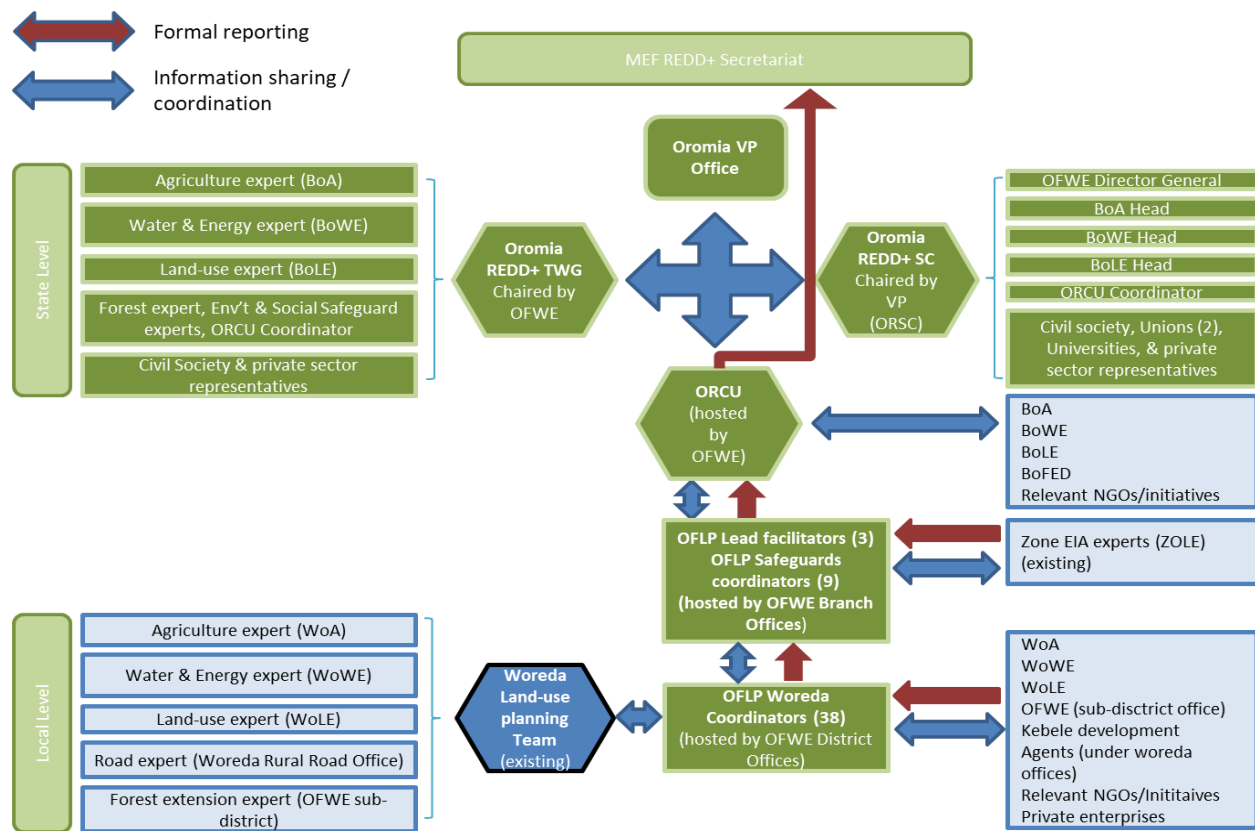 Formal reporting
Information sharing /
coordination
MEF REDD+ Secretariat
Oromia VP
Office
State Level
Agriculture expert (BoA)
Water & Energy expert (BoWE)
Land-use expert (BoLE)
Forest expert, Env’t & Social Safeguard
experts, ORCU Coordinator
Civil Society & private sector
representatives
Oromia
REDD+ TWG
Chaired by
OFWE
Oromia
REDD+ SC
Chaired by
VP
(ORSC)
OFWE Director General
BoA Head
BoWE Head
BoLE Head
ORCU Coordinator
Civil society, Unions (2),
Universities, & private
sector representatives
ORCU
(hosted
by
OFWE)
BoA
BoWE
BoLE
BoFED
Relevant NGOs/initiatives
OFLP Lead facilitators (3)
OFLP Safeguards
coordinators (9)
(hosted by OFWE Branch
Offices)
Zone EIA experts (ZOLE)
(existing)
Local Level
Agriculture expert (WoA)
Water & Energy expert (WoWE)
Land-use expert (WoLE)
Road expert (Woreda Rural Road Office)
Forest extension expert (OFWE sub-
district)
Woreda
Land-use
planning
Team
(existing)
OFLP Woreda
Coordinators (38)
(hosted by OFWE District
Offices)
WoA
WoWE
WoLE
OFWE (sub-disctrict office)
Kebele development
Agents (under woreda
offices)
Relevant NGOs/Inititaives
Private enterprises